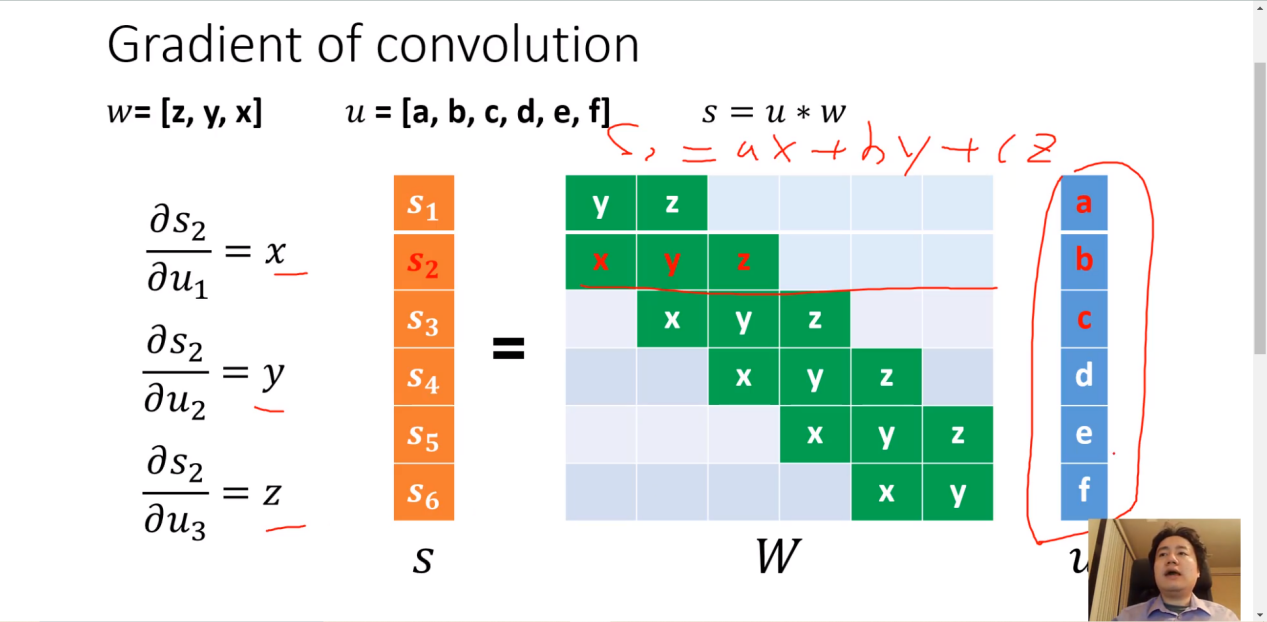 Gradient of convolution
w= [z, y, x] u = [a, b, c, d, e, f] s = u ∗ w
S₂ = ax + by + cz
∂s₂/∂u₁ = x
∂s₂/∂u₂ = y
∂s₂/∂u₃ = z
s₁ y z a
s₂ x y z b
s₃ = x y z c
s₄ x y z d
s₅ x y z e
s₆ x y f
s W u